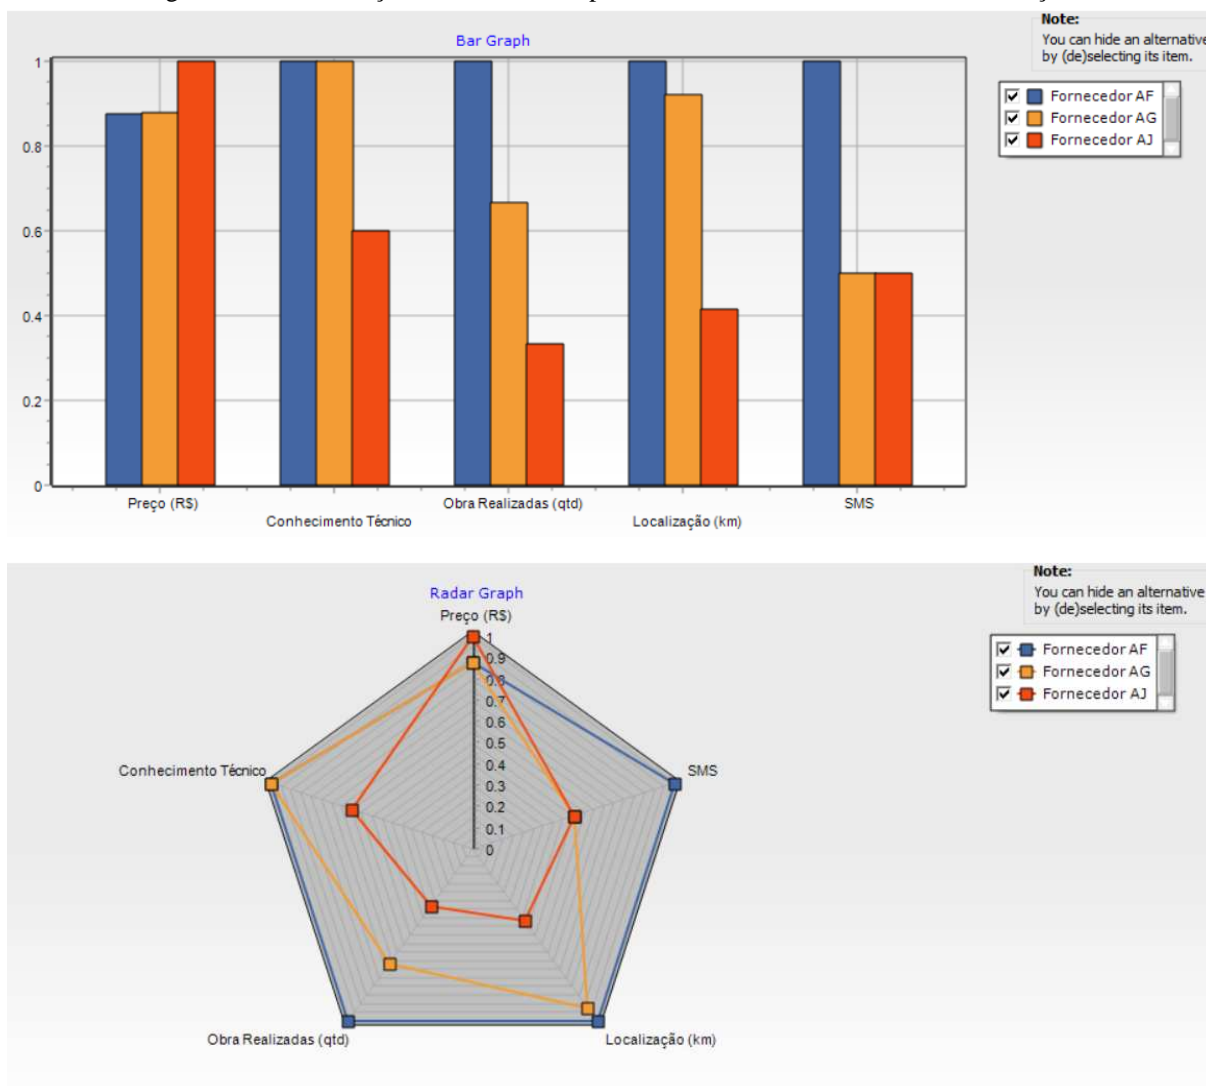 Note:
You can hide an alternative
by (de)selecting its item.
Bar Graph
Fornecedor AF
Fornecedor AG
Fornecedor AJ
1
0.8
0.6
0.4
0.2
0
Preço (R$)
Conhecimento Técnico
Obra Realizadas (qtd)
Localização (km)
SMS
Note:
You can hide an alternative
by (de)selecting its item.
Radar Graph
Preço (R$)
Fornecedor AF
Fornecedor AG
Fornecedor AJ
1
0.9
0.8
0.7
0.6
0.5
0.4
0.3
0.2
0.1
0
Conhecimento Técnico
SMS
Obra Realizadas (qtd)
Localização (km)